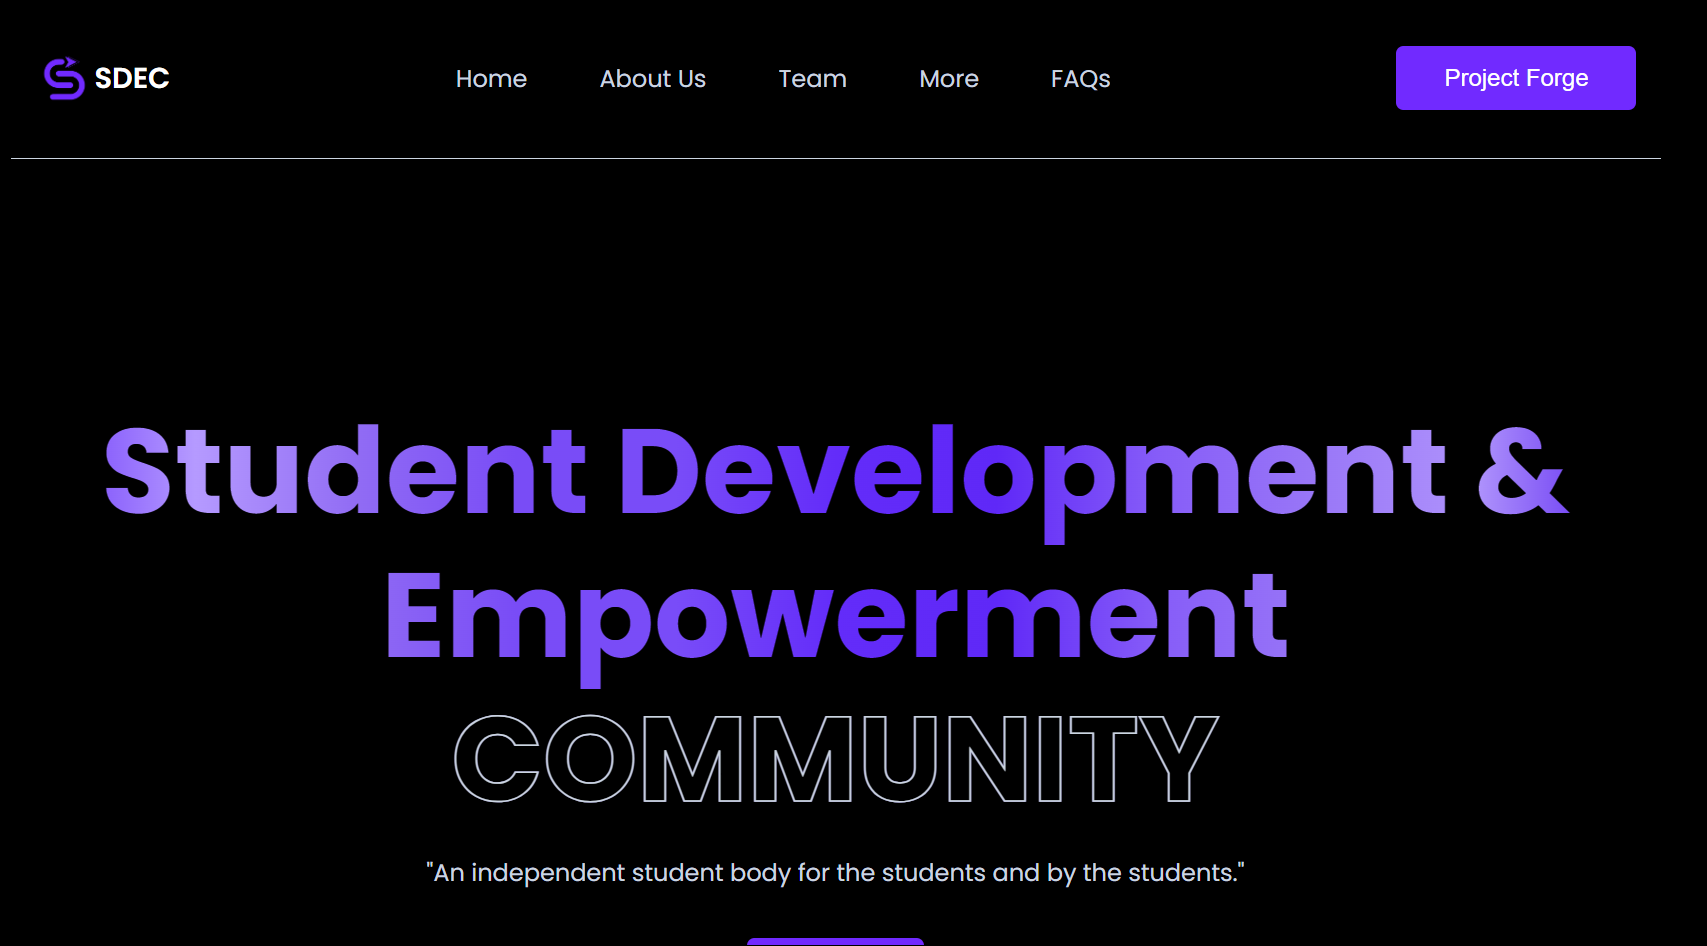 SDEC
Home
About Us
Team
More
FAQs
Project Forge
Student Development &
Empowerment
COMMUNITY
"An independent student body for the students and by the students."